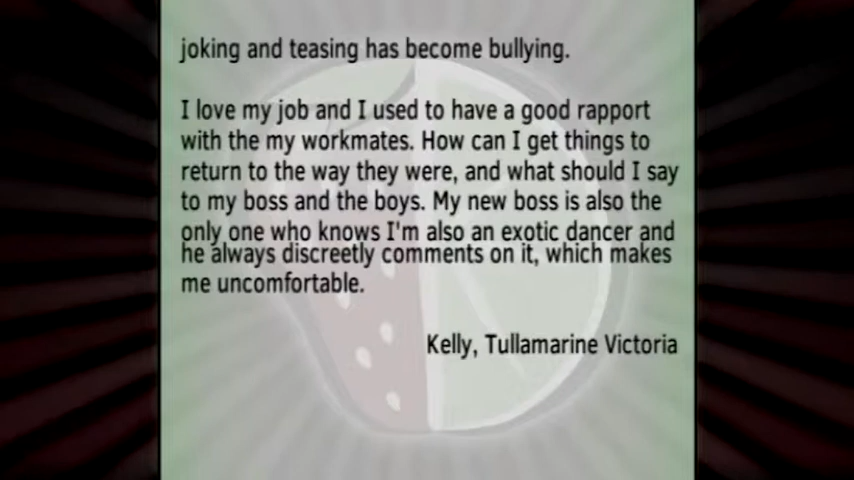 joking and teasing has become bullying.
I love my job and I used to have a good rapport
with the my workmates. How can I get things to
return to the way they were, and what should I say
to my boss and the boys. My new boss is also the
only one who knows I'm also an exotic dancer and
he always discreetly comments on it, which makes
me uncomfortable.
Kelly, Tullamarine Victoria